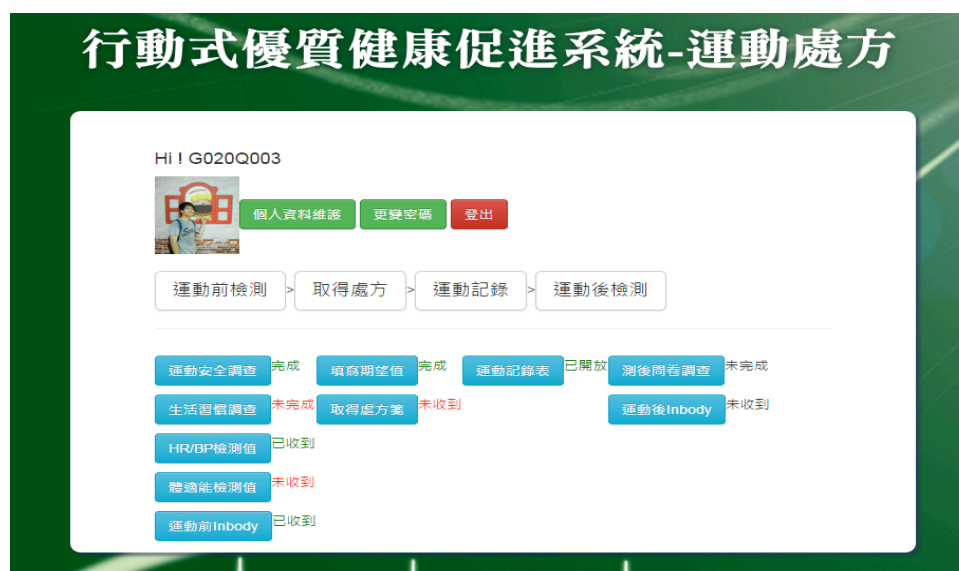 行動式優質健康促進系統-運動處方
Hi ! G020Q003
個人資料維護 更變密碼 登出
運動前檢測 > 取得處方 > 運動記錄 > 運動後檢測
運動安全調查 完成 填寫期望值 完成 運動記錄表 已開放 測後問卷調查 未完成
生活習慣調查 未完成 取得處方箋 未收到 運動後Inbody 未收到
HR/BP檢測值 已收到
體適能檢測值 未收到
運動前Inbody 已收到